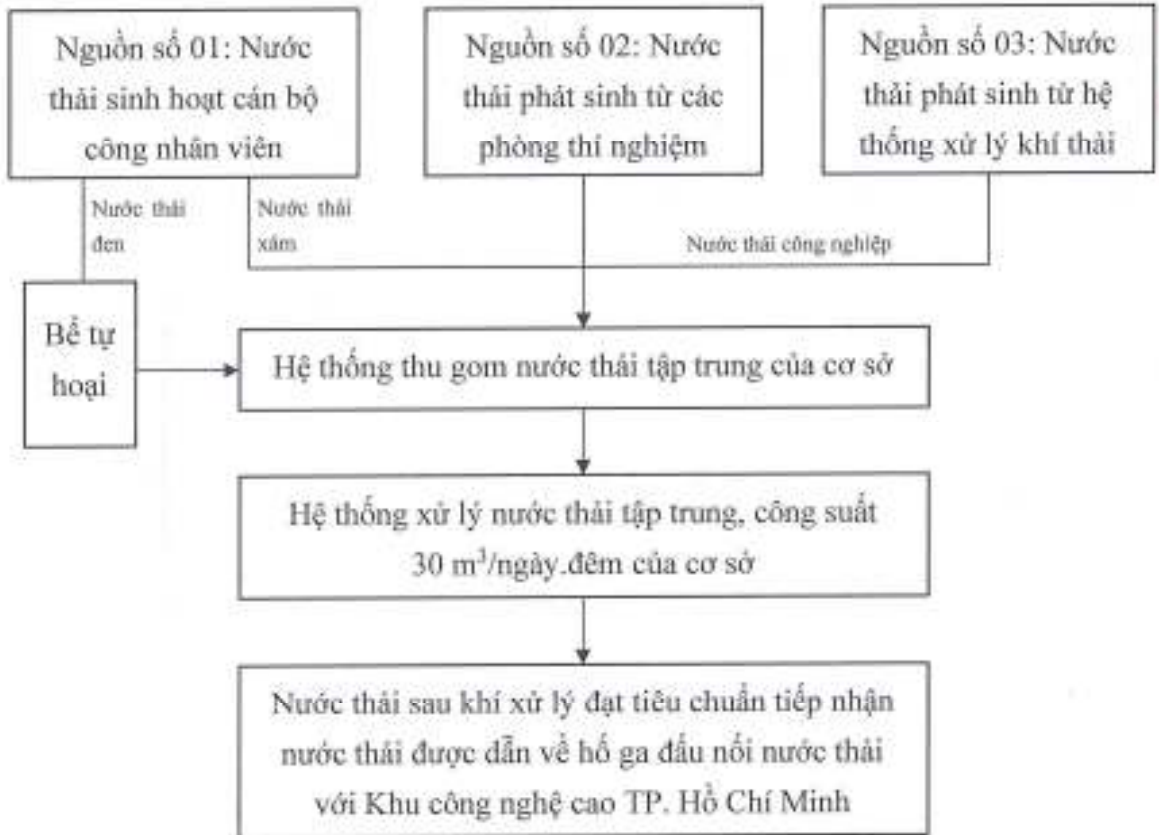 Nguồn số 01: Nước
thải sinh hoạt cán bộ
công nhân viên
Nguồn số 02: Nước
thải phát sinh từ các
phòng thí nghiệm
Nguồn số 03: Nước
thải phát sinh từ hệ
thống xử lý khí thải
Nước thải
đen
Nước thải
xám
Nước thải công nghiệp
Bể tự
hoại
Hệ thống thu gom nước thải tập trung của cơ sở
Hệ thống xử lý nước thải tập trung, công suất
30 m³/ngày.đêm của cơ sở
Nước thải sau khí xử lý đạt tiêu chuẩn tiếp nhận
nước thải được dẫn về hố ga đấu nối nước thải
với Khu công nghệ cao TP. Hồ Chí Minh